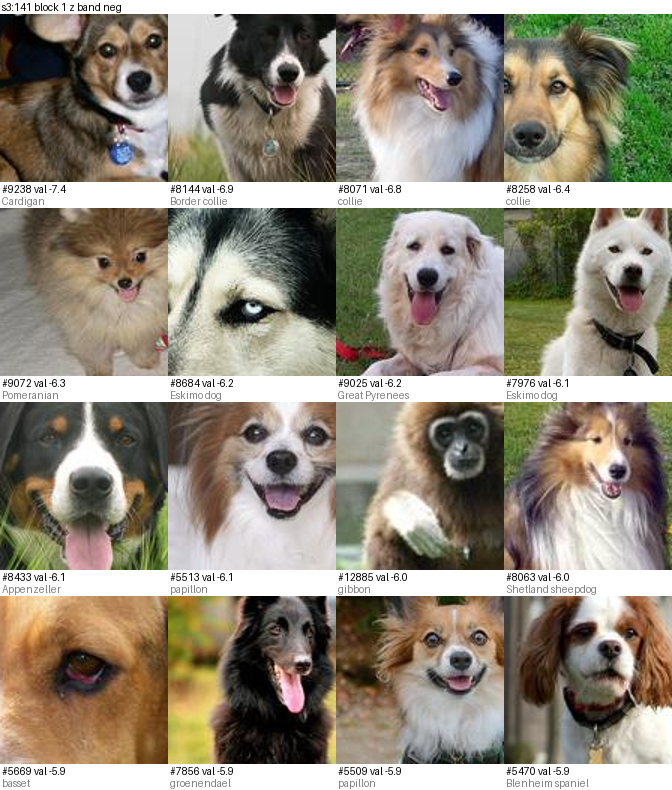 s3:141 block 1 z band neg
#9238 val -7.4
Cardigan
#8144 val -6.9
Border collie
#8071 val -6.8
collie
#8258 val -6.4
collie
#9072 val -6.3
Pomeranian
#8684 val -6.2
Eskimo dog
#9025 val -6.2
Great Pyrenees
#7976 val -6.1
Eskimo dog
#8433 val -6.1
Appenzeller
#5513 val -6.1
papillon
#12885 val -6.0
gibbon
#8063 val -6.0
Shetland sheepdog
#5669 val -5.9
basset
#7856 val -5.9
groenendael
#5509 val -5.9
papillon
#5470 val -5.9
Blenheim spaniel